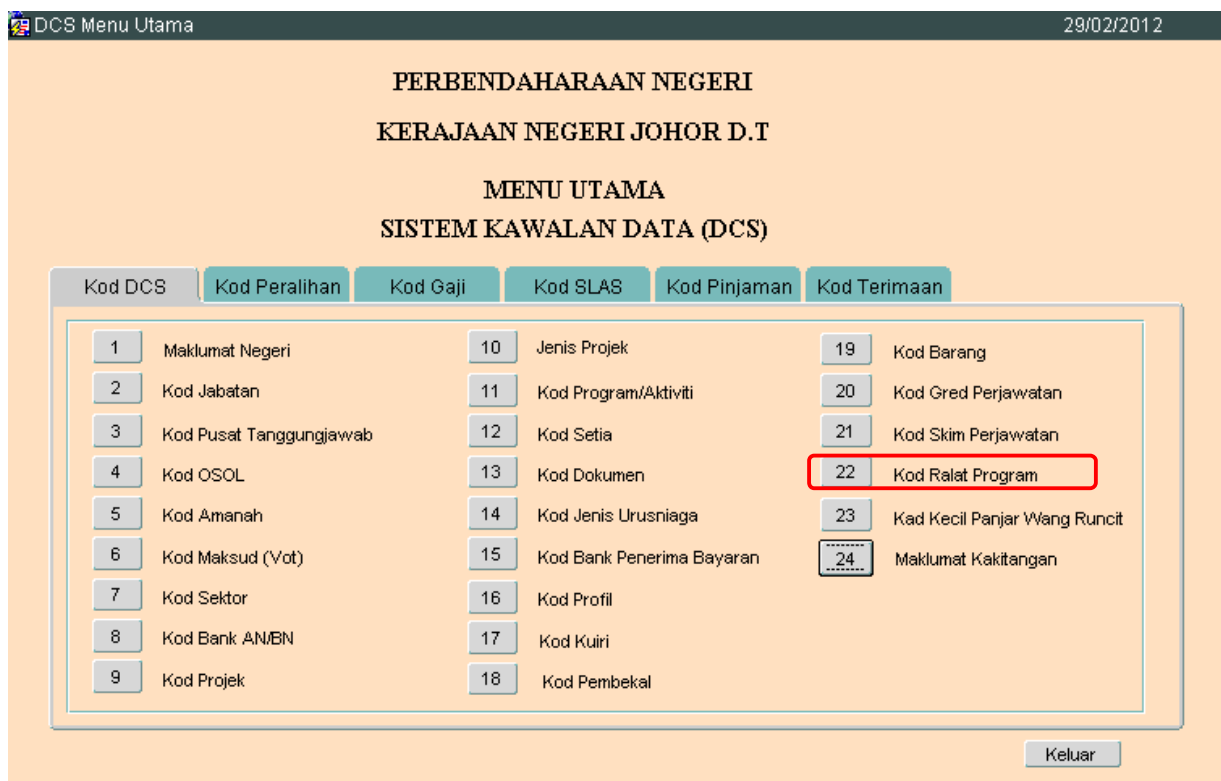 DCS Menu Utama 29/02/2012
PERBENDAHARAAN NEGERI
KERAJAAN NEGERI JOHOR D.T
MENU UTAMA
SISTEM KAWALAN DATA (DCS)
Kod DCS Kod Peralihan Kod Gaji Kod SLAS Kod Pinjaman Kod Terimaan
1 Maklumat Negeri
2 Kod Jabatan
3 Kod Pusat Tanggungjawab
4 Kod OSOL
5 Kod Amanah
6 Kod Maksud (Vot)
7 Kod Sektor
8 Kod Bank AN/BN
9 Kod Projek
10 Jenis Projek
11 Kod Program/Aktiviti
12 Kod Setia
13 Kod Dokumen
14 Kod Jenis Urusniaga
15 Kod Bank Penerima Bayaran
16 Kod Profil
17 Kod Kuiri
18 Kod Pembekal
19 Kod Barang
20 Kod Gred Perjawatan
21 Kod Skim Perjawatan
22 Kod Ralat Program
23 Kad Kecil Panjar Wang Runcit
24 Maklumat Kakitangan
Keluar